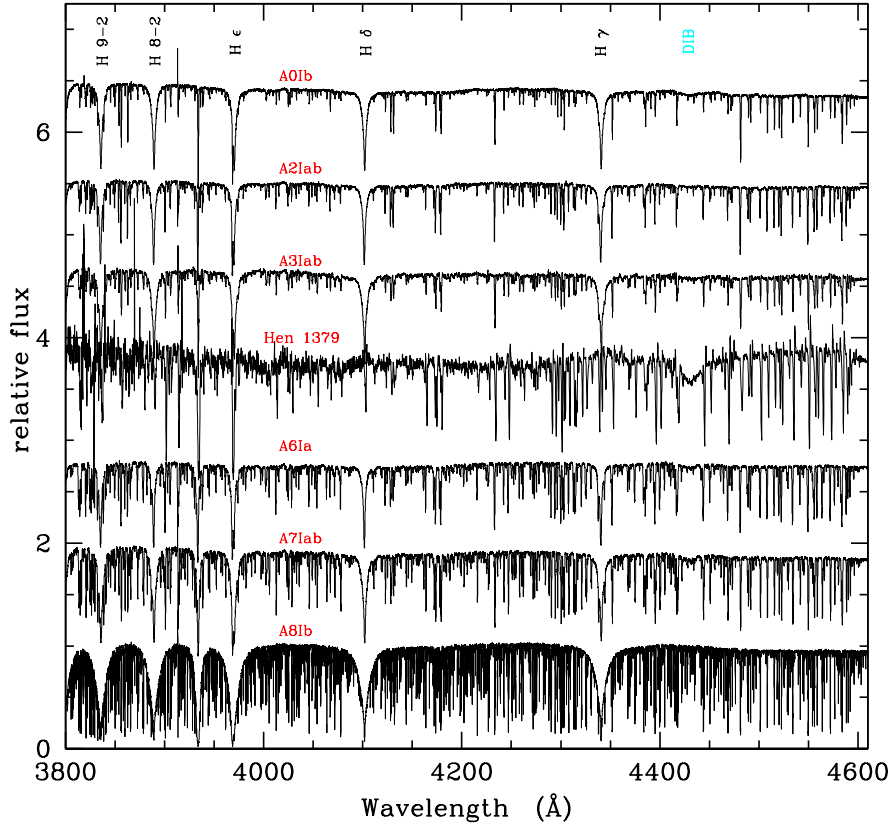 H 9-2
H 8-2
H ϵ
H δ
H γ
DIB
A0Ib
A2Iab
A3Iab
Hen 1379
A6Ia
A7Iab
A8Ib
relative flux
6
4
2
0
3800
4000
4200
4400
4600
Wavelength (Å)